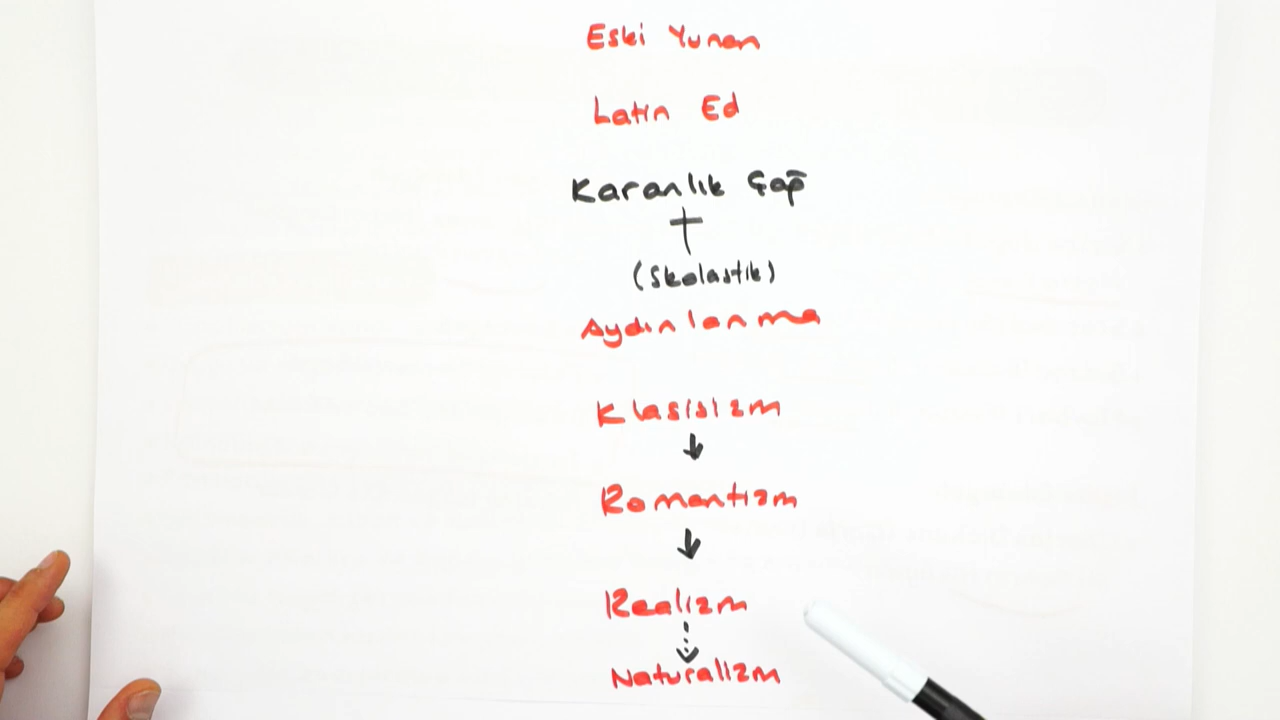 Eski Yunan
Latin Ed
Karanlık Çağ
(Skolastik)
Aydınlanma
Klasisizm
Romantizm
Realizm
Naturalizm